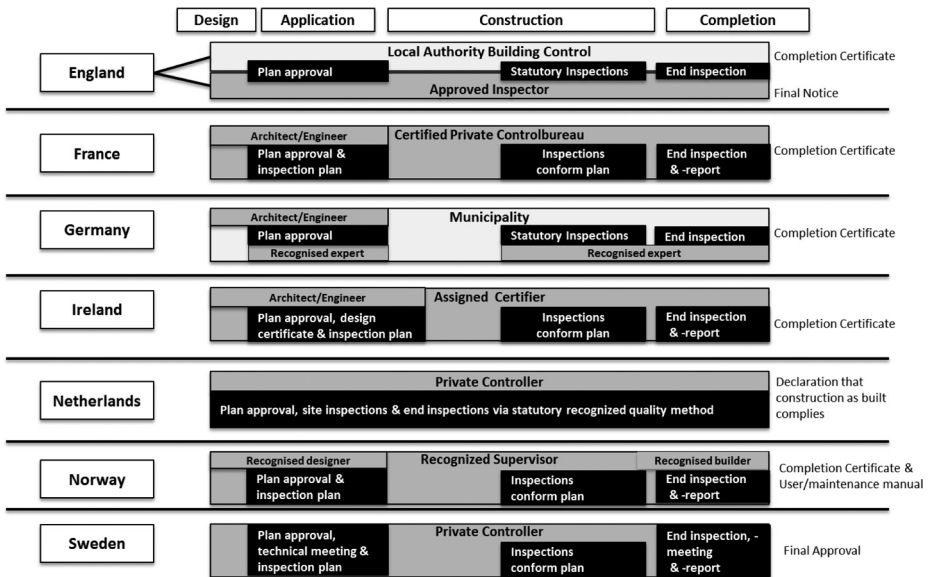 Design
Application
Construction
Completion
England
Local Authority Building Control
Plan approval
Statutory Inspections
End inspection
Approved Inspector
Completion Certificate
Final Notice
France
Architect/Engineer
Certified Private Controlbureau
Plan approval &
inspection plan
Inspections
conform plan
End inspection
& -report
Completion Certificate
Germany
Architect/Engineer
Municipality
Plan approval
Statutory Inspections
End inspection
Recognised expert
Recognised expert
Completion Certificate
Ireland
Architect/Engineer
Assigned Certifier
Plan approval, design
certificate & inspection plan
Inspections
conform plan
End inspection
& -report
Completion Certificate
Netherlands
Private Controller
Plan approval, site inspections & end inspections via statutory recognized quality method
Declaration that
construction as built
complies
Norway
Recognised designer
Recognized Supervisor
Recognised builder
Plan approval &
inspection plan
Inspections
conform plan
End inspection
& -report
Completion Certificate &
User/maintenance manual
Sweden
Private Controller
Plan approval,
technical meeting &
inspection plan
Inspections
conform plan
End inspection, -
meeting
& -report
Final Approval